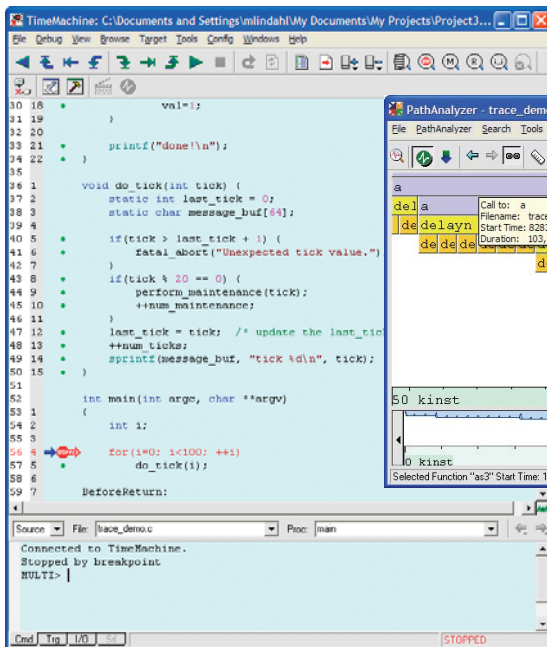 TimeMachine: C:\Documents and Settings\mlindahl\My Documents\My Projects\Project3...
File Debug View Browse Target Tools Config Windows Help
30 18 val=1;
31 19 }
32 20
33 21 printf("done!\n");
34 22 }
35
36 1 void do_tick(int tick) {
37 2 static int last_tick = 0;
38 3 static char message_buf[64];
39 4
40 5 if(tick > last_tick + 1) {
41 6 fatal_abort("Unexpected tick value.")
42 7 }
43 8 if(tick % 20 == 0) {
44 9 perform_maintenance(tick);
45 10 ++num_maintenance;
46 11 }
47 12 last_tick = tick; /* update the last_tic
48 13 ++num_ticks;
49 14 sprintf(message_buf, "tick %d\n", tick);
50 15 }
51
52 int main(int argc, char **argv)
53 1 {
54 2 int i;
55 3
56 4 STOP for(i=0; i<100; ++i)
57 5 do_tick(i);
58 6
59 7 BeforeReturn:
PathAnalyzer - trace_demo
File PathAnalyzer Search Tools
a
del a
de delayn
de de de de de de de
d
Call to: a
Filename: trace
Start Time: 8283
Duration: 103,
50 kinst
0 kinst
Selected Function "as3" Start Time: 1
Source File: trace_demo.c Proc: main
Connected to TimeMachine.
Stopped by breakpoint
MULTI>
Cmd Trg I/O Srl
STOPPED